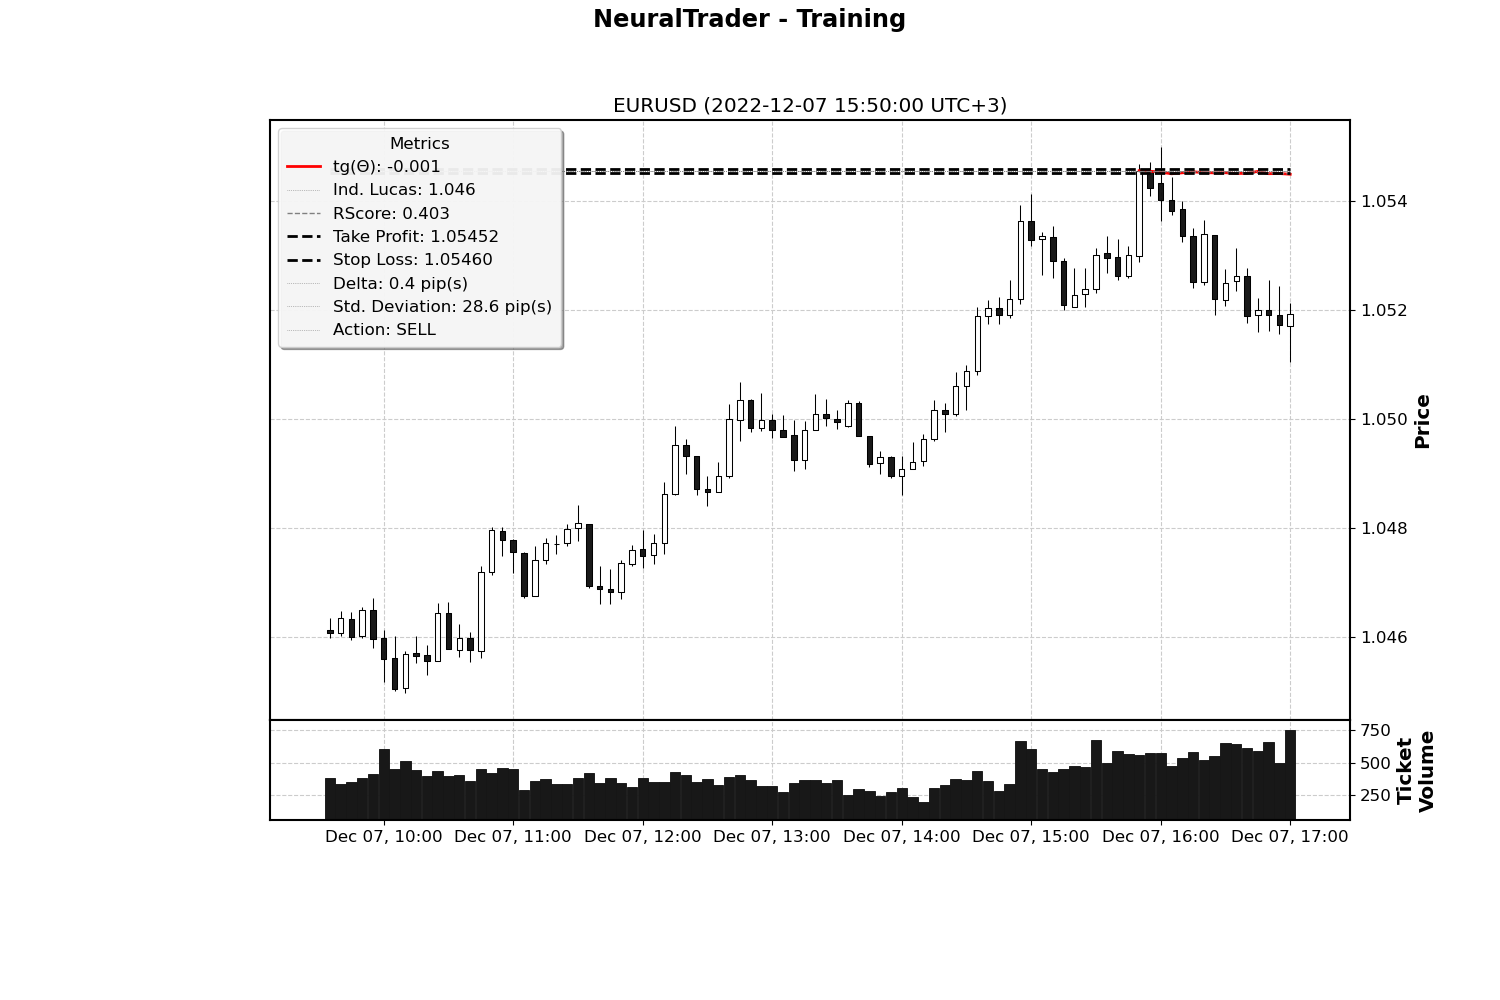 NeuralTrader - Training
EURUSD (2022-12-07 15:50:00 UTC+3)
Metrics
tg(Θ): -0.001
Ind. Lucas: 1.046
RScore: 0.403
Take Profit: 1.05452
Stop Loss: 1.05460
Delta: 0.4 pip(s)
Std. Deviation: 28.6 pip(s)
Action: SELL
1.054
1.052
1.050
1.048
1.046
Price
750
500
250
Ticket
Volume
Dec 07, 10:00 Dec 07, 11:00 Dec 07, 12:00 Dec 07, 13:00 Dec 07, 14:00 Dec 07, 15:00 Dec 07, 16:00 Dec 07, 17:00